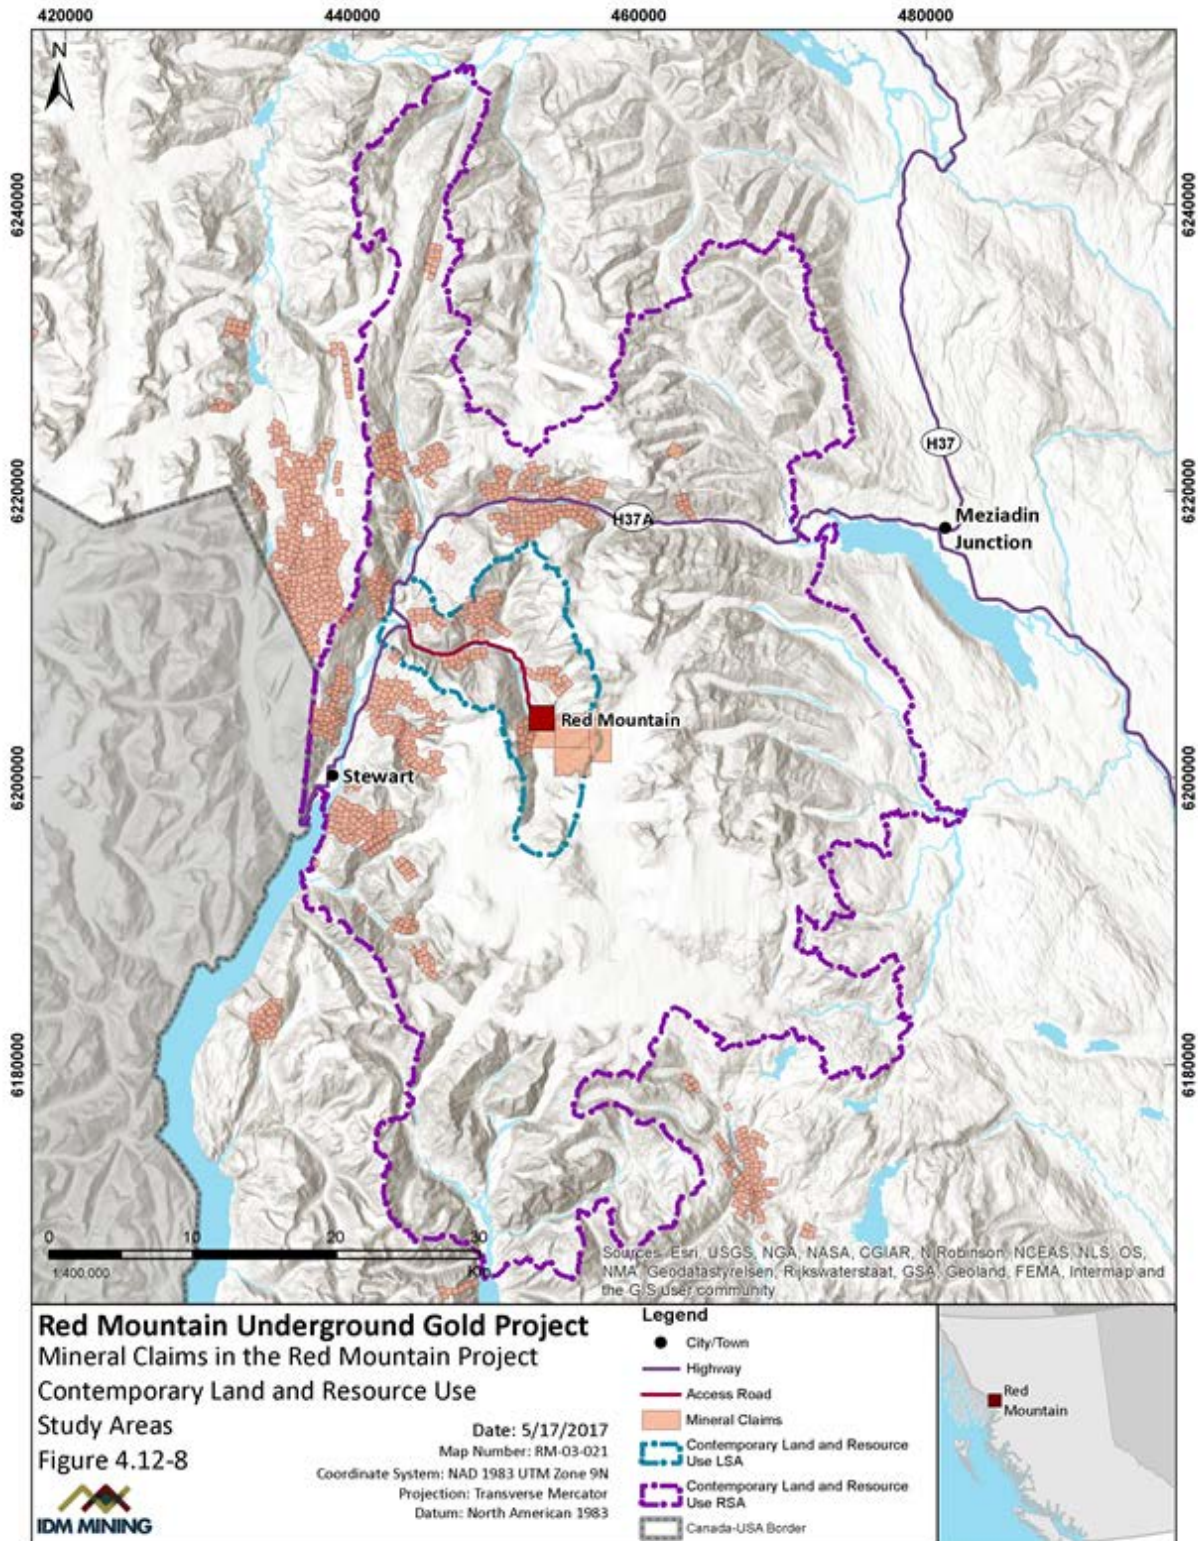 420000 440000 460000 480000
N
6240000
6240000
H37
6220000
6220000
H37A
Meziadin
Junction
Red Mountain
Stewart
6200000
6200000
6180000
6180000
0 10 20 30
Km
1:400,000
Sources: Esri, USGS, NGA, NASA, CGIAR, N Robinson, NCEAS, NLS, OS,
NMA, Geodatastyrelsen, Rijkswaterstaat, GSA, Geoland, FEMA, Intermap and
the GIS user community
Red Mountain Underground Gold Project
Mineral Claims in the Red Mountain Project
Contemporary Land and Resource Use
Study Areas
Figure 4.12-8
Date: 5/17/2017
Map Number: RM-03-021
Coordinate System: NAD 1983 UTM Zone 9N
Projection: Transverse Mercator
Datum: North American 1983
IDM MINING
Legend
City/Town
Highway
Access Road
Mineral Claims
Contemporary Land and Resource
Use LSA
Contemporary Land and Resource
Use RSA
Canada-USA Border
Red
Mountain